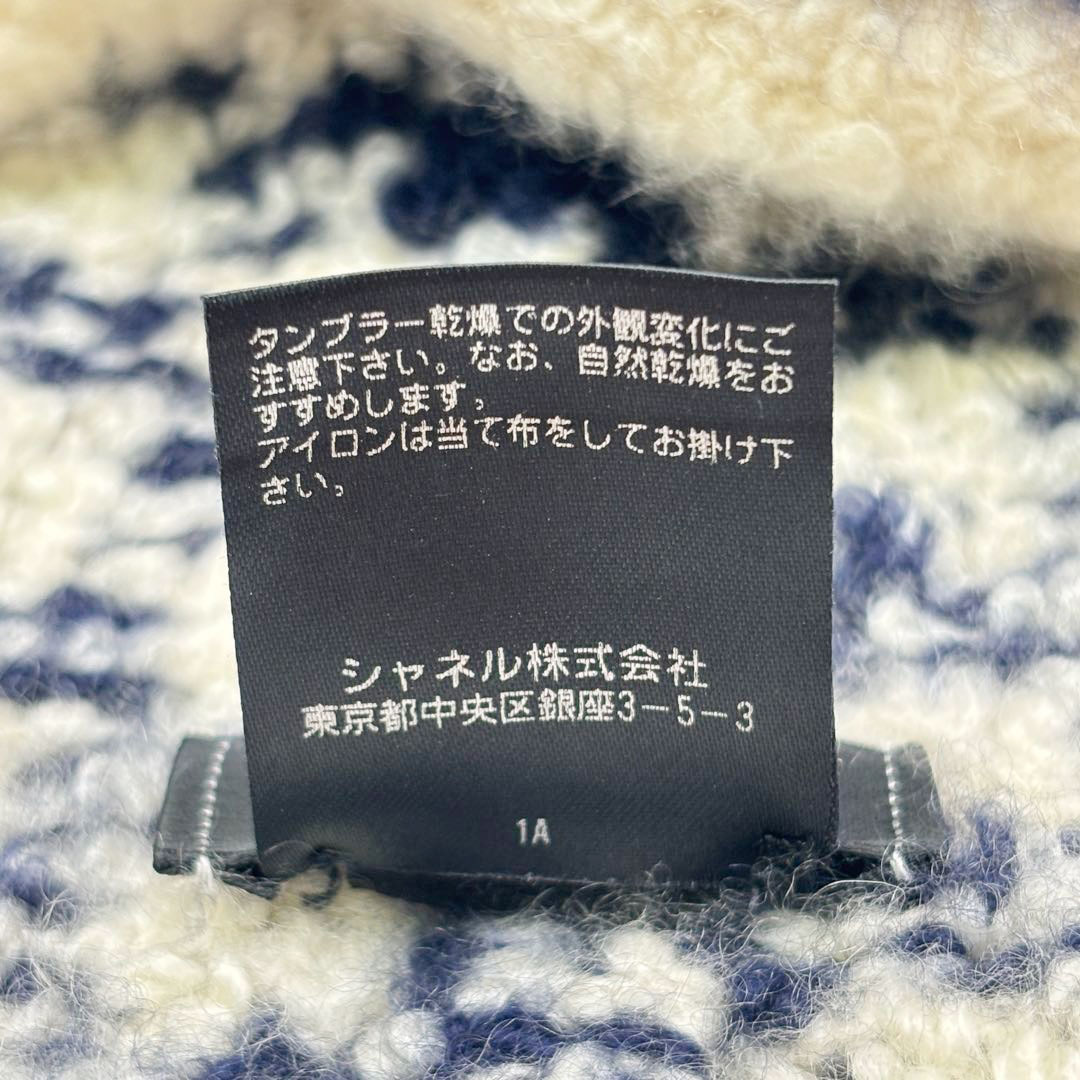 タンブラー乾燥での外観変化にご
注意下さい。なお、自然乾燥をお
すすめします。
アイロンは当て布をしてお掛け下
さい。
シャネル株式会社
東京都中央区銀座3-5-3
1A